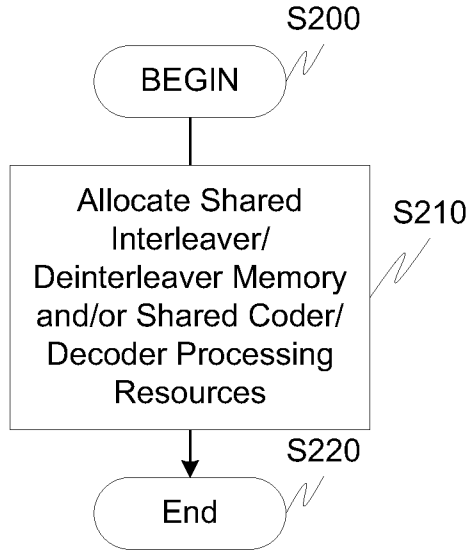 S200
BEGIN
Allocate Shared
Interleaver/
Deinterleaver Memory
and/or Shared Coder/
Decoder Processing
Resources
S210
S220
End